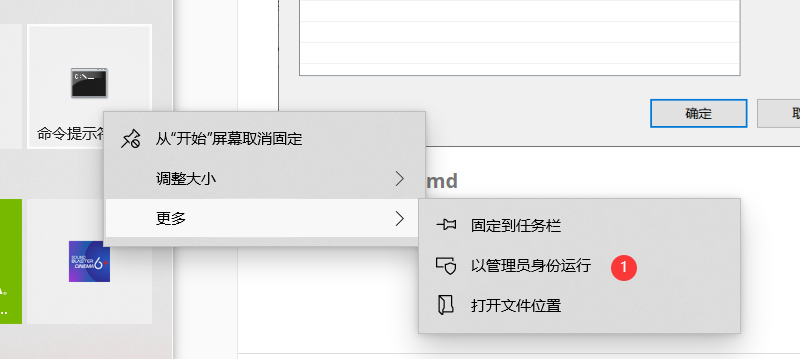 C:\_
命令提示符
从“开始”屏幕取消固定
调整大小
更多
确定
md
固定到任务栏
以管理员身份运行
1
打开文件位置
SOUND
BLASTER
CINEMA
6